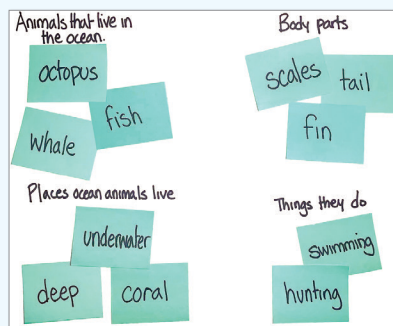 Animals that live in
the ocean.
octopus
fish
whale
Body parts
scales
tail
fin
Places ocean animals live
underwater
deep
coral
Things they do
swimming
hunting